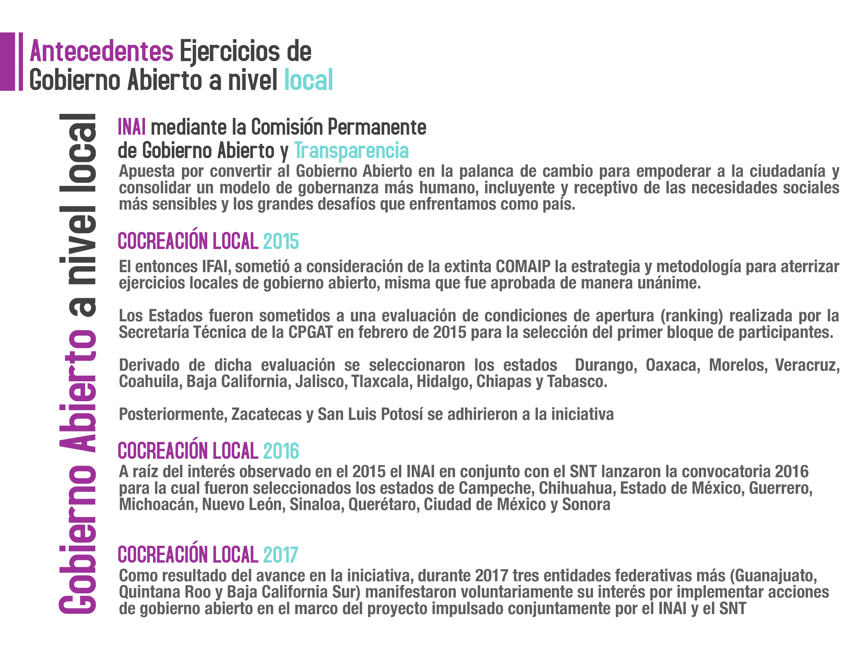 Antecedentes Ejercicios de
Gobierno Abierto a nivel local
Gobierno Abierto a nivel local
INAI mediante la Comisión Permanente
de Gobierno Abierto y Transparencia
Apuesta por convertir al Gobierno Abierto en la palanca de cambio para empoderar a la ciudadanía y
consolidar un modelo de gobernanza más humano, incluyente y receptivo de las necesidades sociales
más sensibles y los grandes desafíos que enfrentamos como país.
COCREACIÓN LOCAL 2015
El entonces IFAI, sometió a consideración de la extinta COMAIP la estrategia y metodología para aterrizar
ejercicios locales de gobierno abierto, misma que fue aprobada de manera unánime.
Los Estados fueron sometidos a una evaluación de condiciones de apertura (ranking) realizada por la
Secretaría Técnica de la CPGAT en febrero de 2015 para la selección del primer bloque de participantes.
Derivado de dicha evaluación se seleccionaron los estados Durango, Oaxaca, Morelos, Veracruz,
Coahuila, Baja California, Jalisco, Tlaxcala, Hidalgo, Chiapas y Tabasco.
Posteriormente, Zacatecas y San Luis Potosí se adhirieron a la iniciativa
COCREACIÓN LOCAL 2016
A raíz del interés observado en el 2015 el INAI en conjunto con el SNT lanzaron la convocatoria 2016
para la cual fueron seleccionados los estados de Campeche, Chihuahua, Estado de México, Guerrero,
Michoacán, Nuevo León, Sinaloa, Querétaro, Ciudad de México y Sonora
COCREACIÓN LOCAL 2017
Como resultado del avance en la iniciativa, durante 2017 tres entidades federativas más (Guanajuato,
Quintana Roo y Baja California Sur) manifestaron voluntariamente su interés por implementar acciones
de gobierno abierto en el marco del proyecto impulsado conjuntamente por el INAI y el SNT